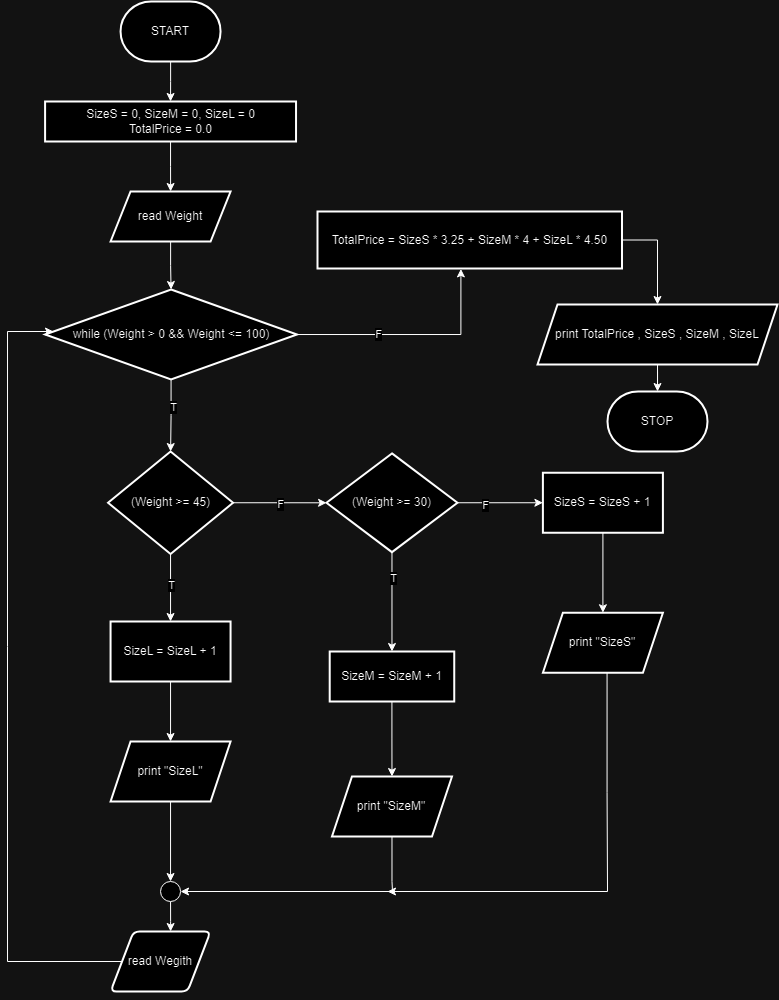 START
SizeS = 0, SizeM = 0, SizeL = 0
TotalPrice = 0.0
read Weight
TotalPrice = SizeS * 3.25 + SizeM * 4 + SizeL * 4.50
while (Weight > 0 && Weight <= 100)
F
print TotalPrice , SizeS , SizeM , SizeL
T
STOP
(Weight >= 45)
F
(Weight >= 30)
F
SizeS = SizeS + 1
T
T
SizeL = SizeL + 1
SizeM = SizeM + 1
print "SizeS"
print "SizeL"
print "SizeM"
read Wegith